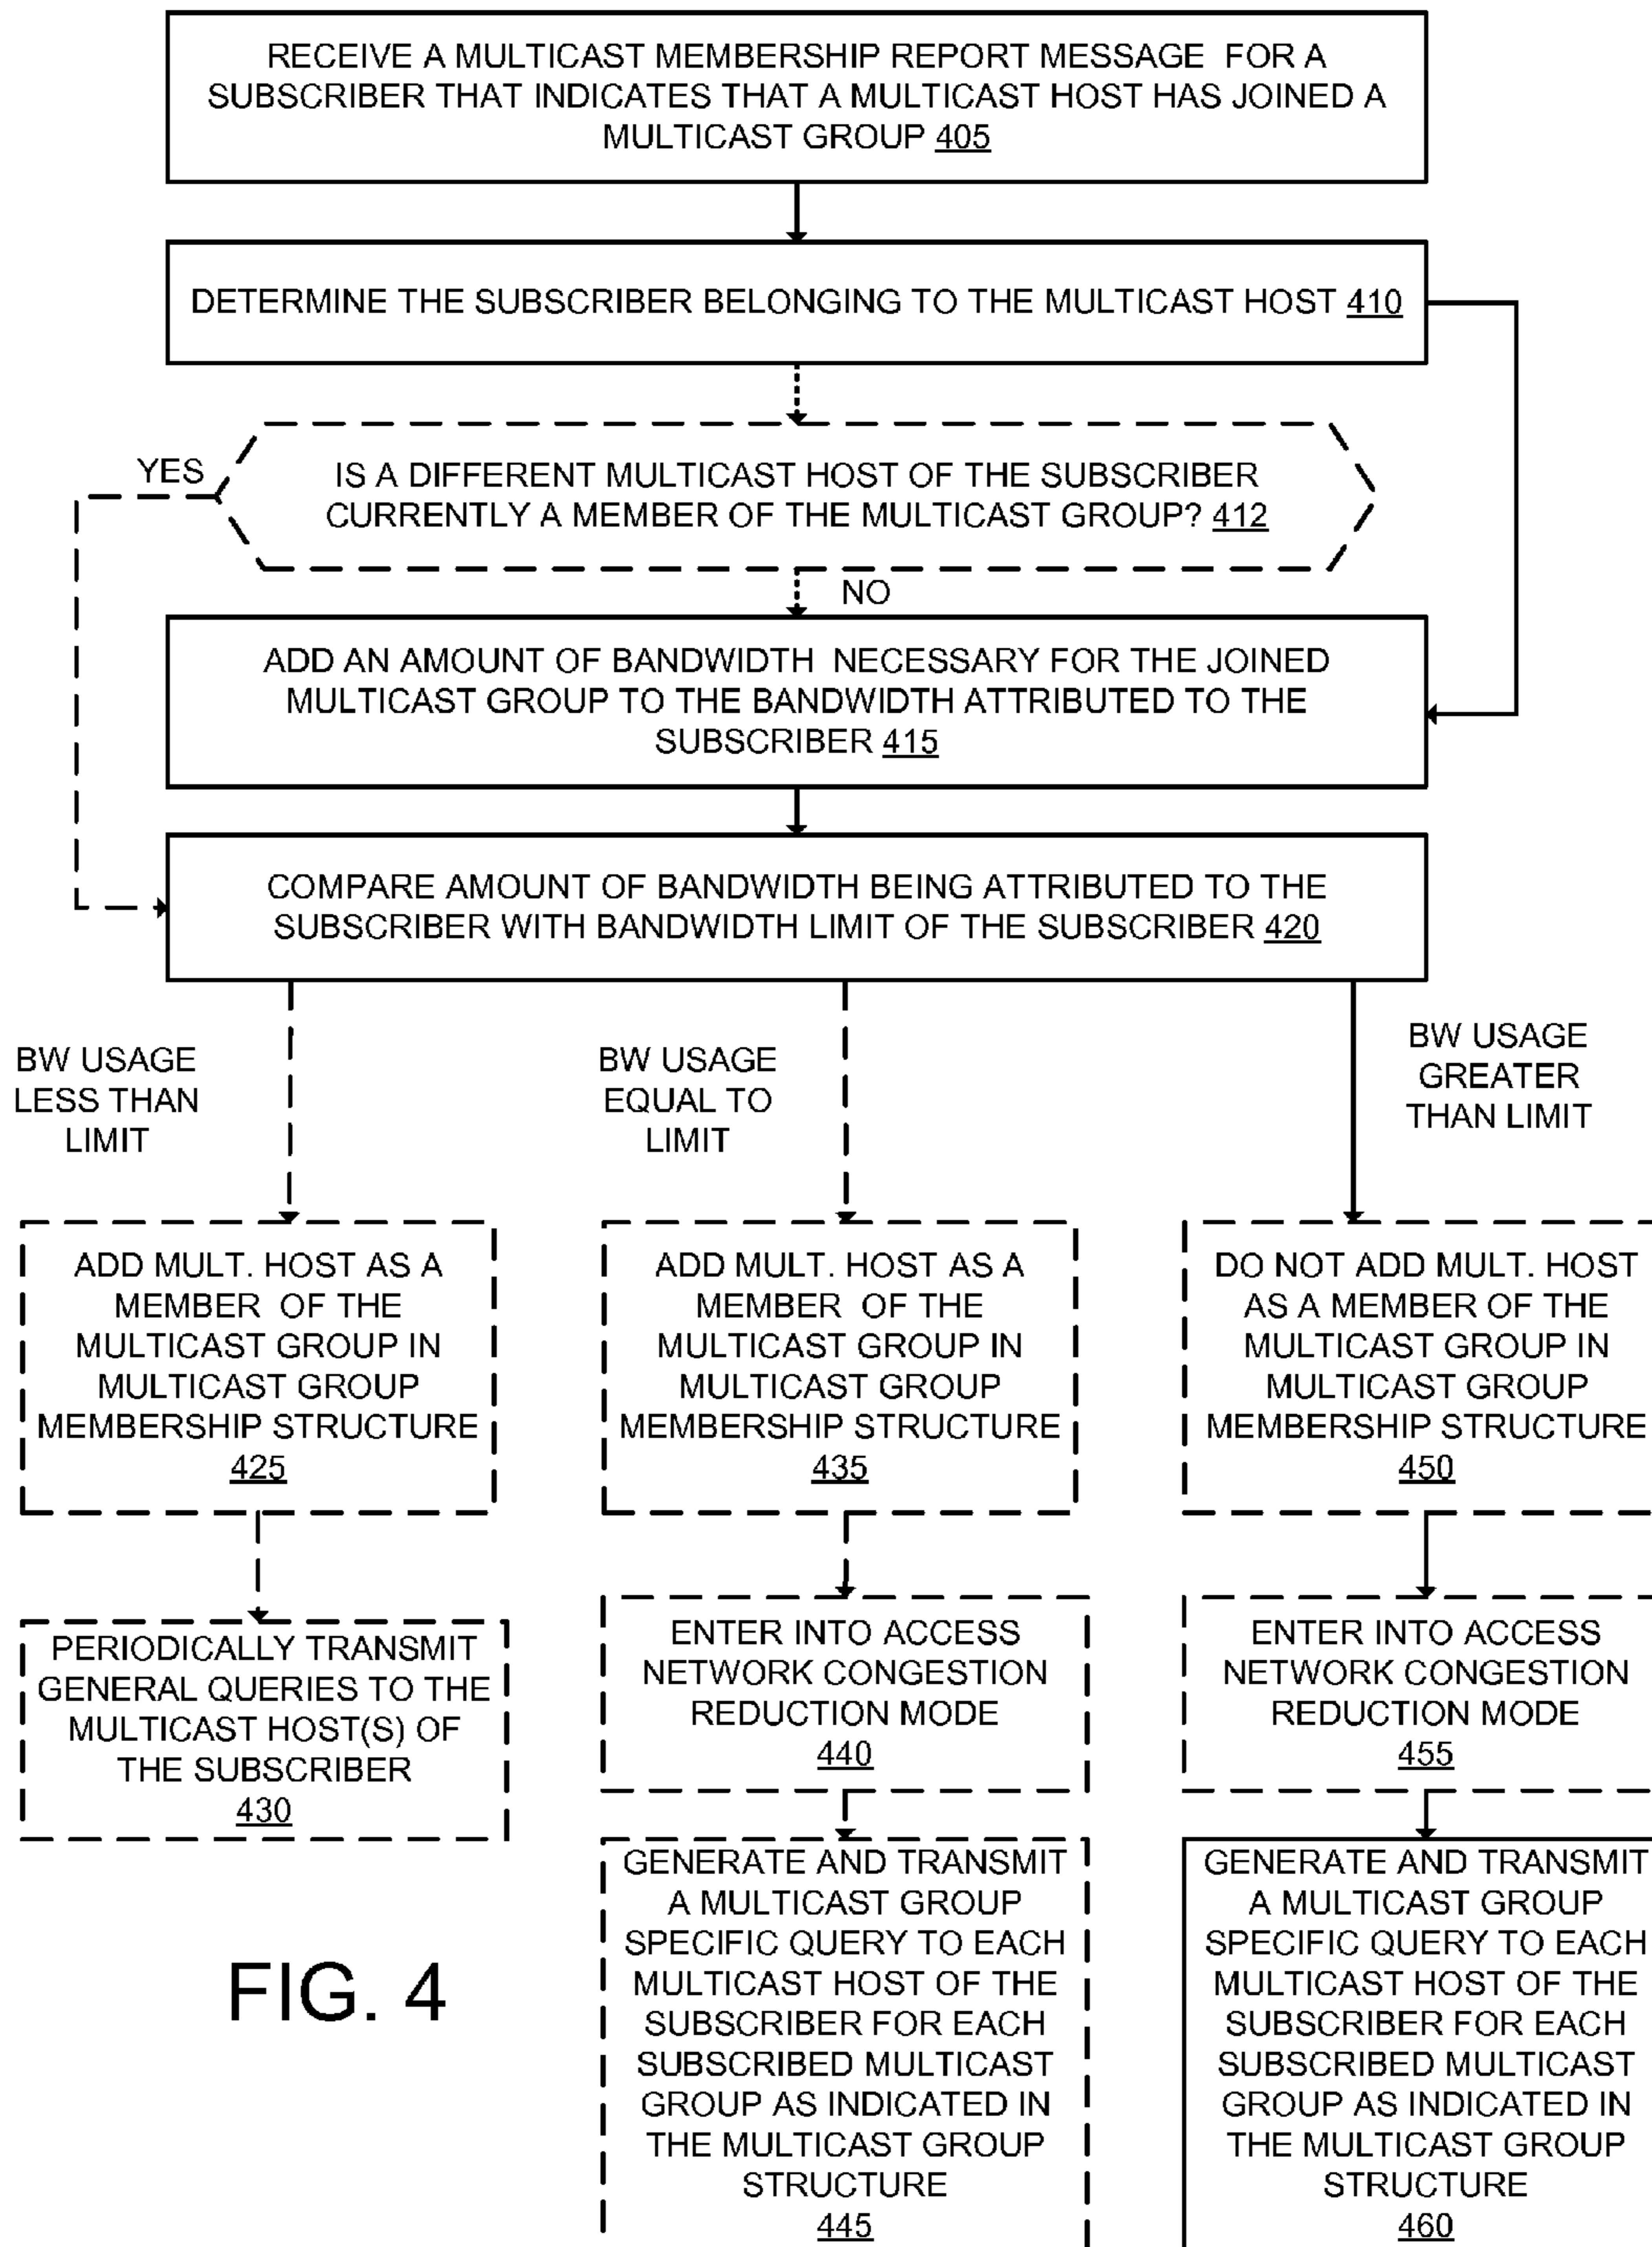 RECEIVE A MULTICAST MEMBERSHIP REPORT MESSAGE FOR A
SUBSCRIBER THAT INDICATES THAT A MULTICAST HOST HAS JOINED A
MULTICAST GROUP 405
DETERMINE THE SUBSCRIBER BELONGING TO THE MULTICAST HOST 410
YES
IS A DIFFERENT MULTICAST HOST OF THE SUBSCRIBER
CURRENTLY A MEMBER OF THE MULTICAST GROUP? 412
NO
ADD AN AMOUNT OF BANDWIDTH NECESSARY FOR THE JOINED
MULTICAST GROUP TO THE BANDWIDTH ATTRIBUTED TO THE
SUBSCRIBER 415
COMPARE AMOUNT OF BANDWIDTH BEING ATTRIBUTED TO THE
SUBSCRIBER WITH BANDWIDTH LIMIT OF THE SUBSCRIBER 420
BW USAGE
LESS THAN
LIMIT
BW USAGE
EQUAL TO
LIMIT
BW USAGE
GREATER
THAN LIMIT
ADD MULT. HOST AS A
MEMBER OF THE
MULTICAST GROUP IN
MULTICAST GROUP
MEMBERSHIP STRUCTURE
425
ADD MULT. HOST AS A
MEMBER OF THE
MULTICAST GROUP IN
MULTICAST GROUP
MEMBERSHIP STRUCTURE
435
DO NOT ADD MULT. HOST
AS A MEMBER OF THE
MULTICAST GROUP IN
MULTICAST GROUP
MEMBERSHIP STRUCTURE
450
PERIODICALLY TRANSMIT
GENERAL QUERIES TO THE
MULTICAST HOST(S) OF
THE SUBSCRIBER
430
ENTER INTO ACCESS
NETWORK CONGESTION
REDUCTION MODE
440
ENTER INTO ACCESS
NETWORK CONGESTION
REDUCTION MODE
455
GENERATE AND TRANSMIT
A MULTICAST GROUP
SPECIFIC QUERY TO EACH
MULTICAST HOST OF THE
SUBSCRIBER FOR EACH
SUBSCRIBED MULTICAST
GROUP AS INDICATED IN
THE MULTICAST GROUP
STRUCTURE
445
GENERATE AND TRANSMIT
A MULTICAST GROUP
SPECIFIC QUERY TO EACH
MULTICAST HOST OF THE
SUBSCRIBER FOR EACH
SUBSCRIBED MULTICAST
GROUP AS INDICATED IN
THE MULTICAST GROUP
STRUCTURE
460
FIG. 4